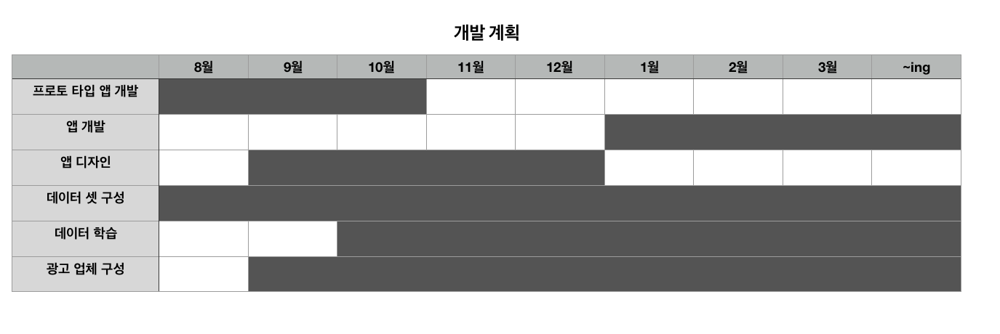 개발 계획
8월 9월 10월 11월 12월 1월 2월 3월 ~ing
프로토 타입 앱 개발
앱 개발
앱 디자인
데이터 셋 구성
데이터 학습
광고 업체 구성